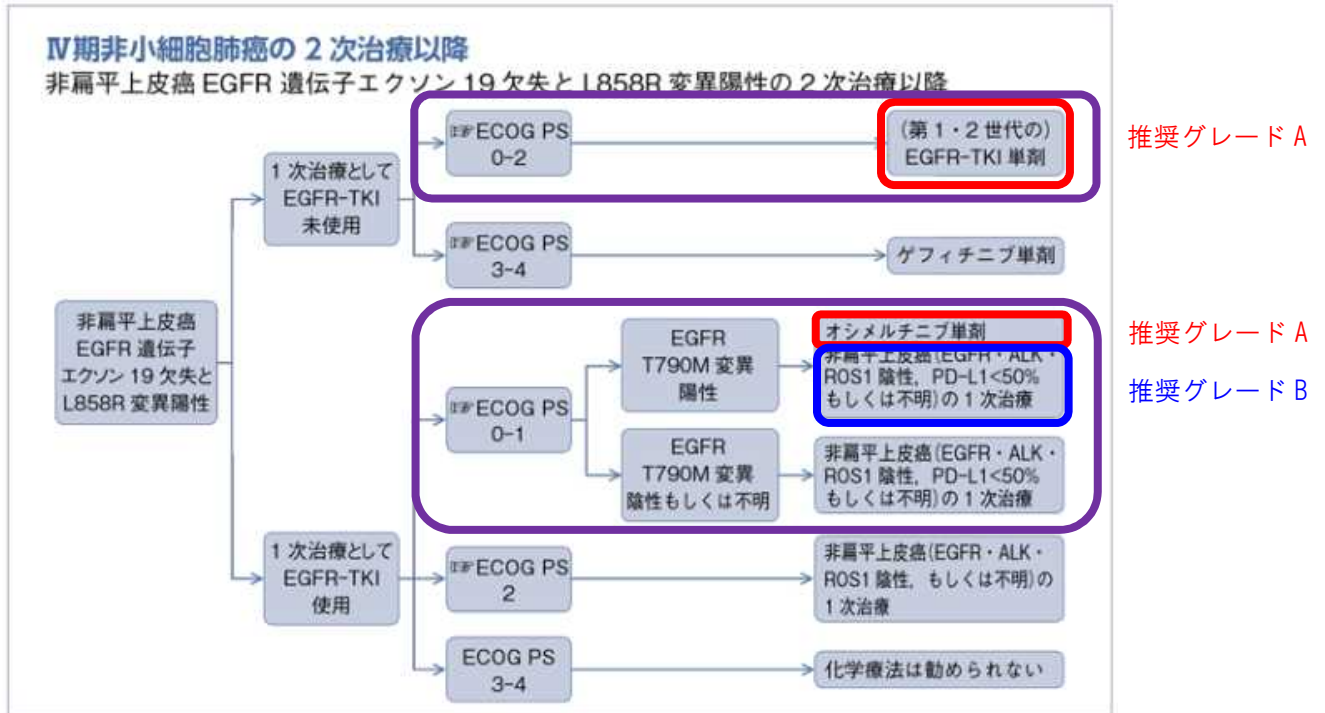 Ⅳ期非小細胞肺癌の2次治療以降
非扁平上皮癌 EGFR 遺伝子エクソン 19 欠失と L858R 変異陽性の 2 次治療以降
☞ECOG PS
0-2
(第1・2世代の)
EGFR-TKI 単剤
推奨グレード A
1 次治療として
EGFR-TKI
未使用
☞ECOG PS
3-4
ゲフィチニブ単剤
非扁平上皮癌
EGFR 遺伝子
エクソン 19 欠失と
L858R 変異陽性
☞ECOG PS
0-1
EGFR
T790M 変異
陽性
オシメルチニブ単剤
推奨グレード A
非扁平上皮癌(EGFR・ALK・
ROS1 陰性，PD-L1<50%
もしくは不明)の 1 次治療
推奨グレード B
EGFR
T790M 変異
陰性もしくは不明
非扁平上皮癌(EGFR・ALK・
ROS1 陰性，PD-L1<50%
もしくは不明)の 1 次治療
1 次治療として
EGFR-TKI
使用
☞ECOG PS
2
非扁平上皮癌(EGFR・ALK・
ROS1 陰性，もしくは不明)の
1 次治療
ECOG PS
3-4
化学療法は勧められない